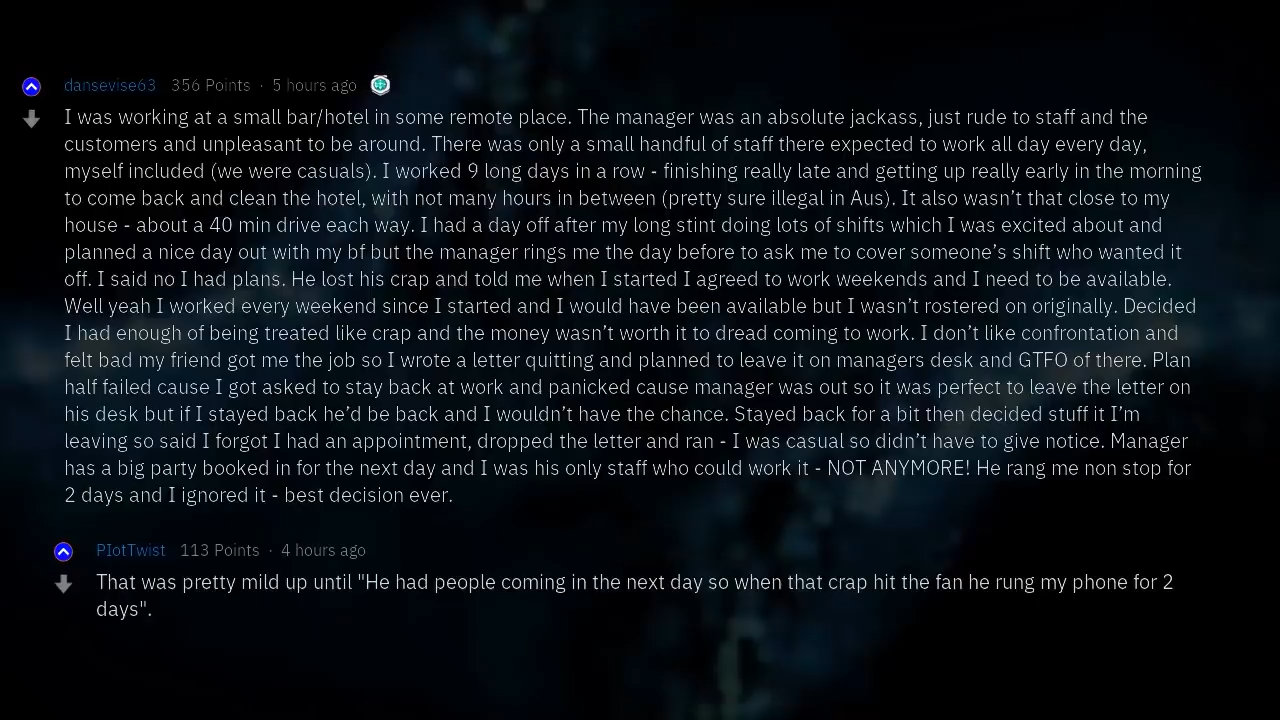 dansevise63 356 Points · 5 hours ago
I was working at a small bar/hotel in some remote place. The manager was an absolute jackass, just rude to staff and the
customers and unpleasant to be around. There was only a small handful of staff there expected to work all day every day,
myself included (we were casuals). I worked 9 long days in a row - finishing really late and getting up really early in the morning
to come back and clean the hotel, with not many hours in between (pretty sure illegal in Aus). It also wasn’t that close to my
house - about a 40 min drive each way. I had a day off after my long stint doing lots of shifts which I was excited about and
planned a nice day out with my bf but the manager rings me the day before to ask me to cover someone’s shift who wanted it
off. I said no I had plans. He lost his crap and told me when I started I agreed to work weekends and I need to be available.
Well yeah I worked every weekend since I started and I would have been available but I wasn’t rostered on originally. Decided
I had enough of being treated like crap and the money wasn’t worth it to dread coming to work. I don’t like confrontation and
felt bad my friend got me the job so I wrote a letter quitting and planned to leave it on managers desk and GTFO of there. Plan
half failed cause I got asked to stay back at work and panicked cause manager was out so it was perfect to leave the letter on
his desk but if I stayed back he’d be back and I wouldn’t have the chance. Stayed back for a bit then decided stuff it I’m
leaving so said I forgot I had an appointment, dropped the letter and ran - I was casual so didn’t have to give notice. Manager
has a big party booked in for the next day and I was his only staff who could work it - NOT ANYMORE! He rang me non stop for
2 days and I ignored it - best decision ever.
PIotTwist 113 Points · 4 hours ago
That was pretty mild up until "He had people coming in the next day so when that crap hit the fan he rung my phone for 2
days".